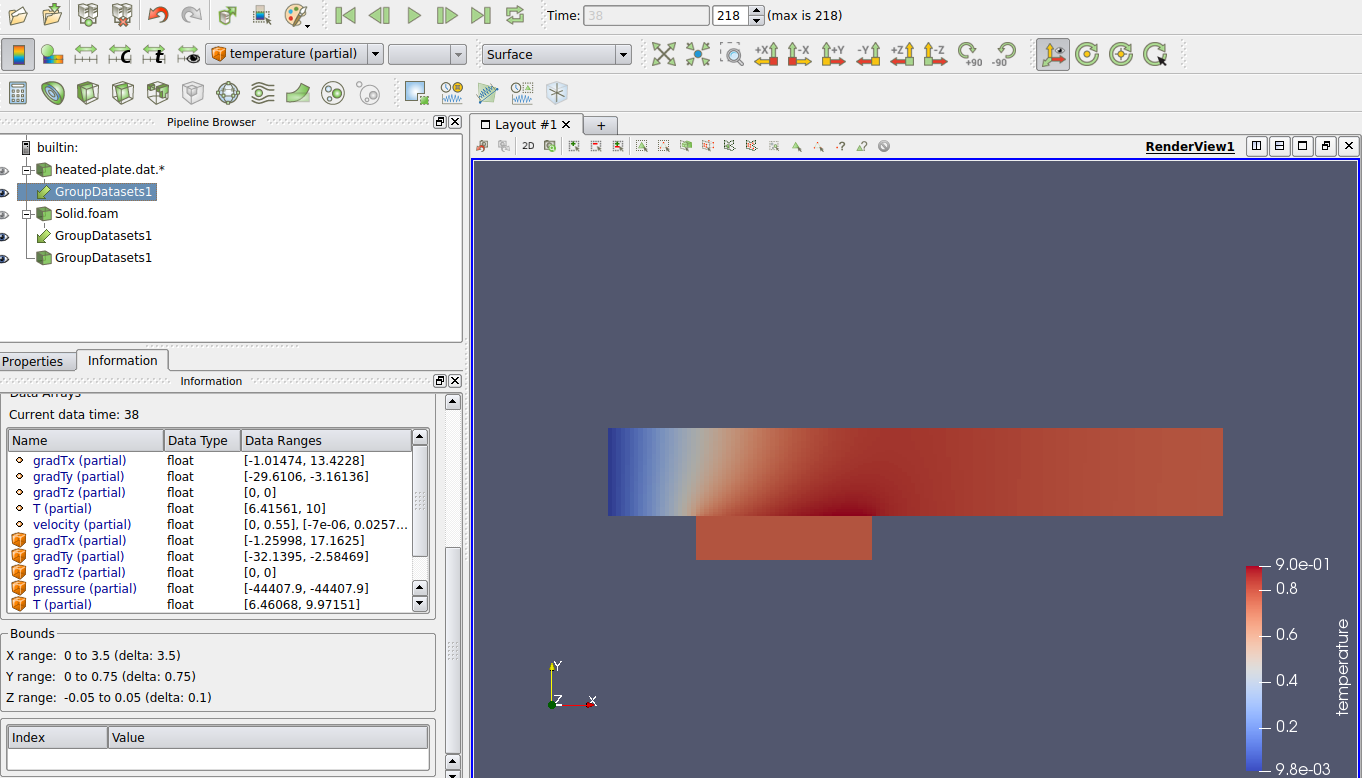 Time: 38 218 (max is 218)
temperature (partial) Surface +X -X +Y -Y +Z -Z +90 -90
Pipeline Browser
builtin:
heated-plate.dat.*
GroupDatasets1
Solid.foam
GroupDatasets1
GroupDatasets1
Properties Information
Information
Data Arrays
Current data time: 38
Name Data Type Data Ranges
gradTx (partial) float [-1.01474, 13.4228]
gradTy (partial) float [-29.6106, -3.16136]
gradTz (partial) float [0, 0]
T (partial) float [6.41561, 10]
velocity (partial) float [0, 0.55], [-7e-06, 0.0257...
gradTx (partial) float [-1.25998, 17.1625]
gradTy (partial) float [-32.1395, -2.58469]
gradTz (partial) float [0, 0]
pressure (partial) float [-44407.9, -44407.9]
T (partial) float [6.46068, 9.97151]
Bounds
X range: 0 to 3.5 (delta: 3.5)
Y range: 0 to 0.75 (delta: 0.75)
Z range: -0.05 to 0.05 (delta: 0.1)
Index Value
Layout #1 +
2D RenderView1
Y
Z X
9.0e-01
0.8
0.6
0.4
0.2
9.8e-03
temperature